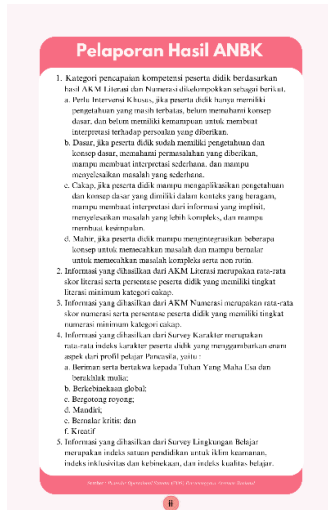 Pelaporan Hasil ANBK
1. Kategori pencapaian kompetensi peserta didik berdasarkan
hasil AKM Literasi dan Numerasi dikelompokkan sebagai berikut.
a. Perlu Intervensi Khusus, jika peserta didik hanya memiliki
pengetahuan yang masih terbatas, belum memahami konsep
dasar, dan belum memiliki kemampuan untuk membuat
interpretasi terhadap persoalan yang diberikan.
b. Dasar, jika peserta didik sudah memiliki pengetahuan dan
konsep dasar, memahami permasalahan yang diberikan,
mampu membuat interpretasi sederhana, dan mampu
menyelesaikan masalah yang sederhana.
c. Cakap, jika peserta didik mampu mengaplikasikan pengetahuan
dan konsep dasar yang dimiliki dalam konteks yang beragam,
mampu membuat interpretasi dari informasi yang implisit,
menyelesaikan masalah yang lebih kompleks, dan mampu
membuat kesimpulan.
d. Mahir, jika peserta didik mampu mengintegrasikan beberapa
konsep untuk memecahkan masalah dan mampu bernalar
untuk memecahkan masalah kompleks serta non rutin.
2. Informasi yang dihasilkan dari AKM Literasi merupakan rata-rata
skor literasi serta persentase peserta didik yang memiliki tingkat
literasi minimum kategori cakap.
3. Informasi yang dihasilkan dari AKM Numerasi merupakan rata-rata
skor numerasi serta persentase peserta didik yang memiliki tingkat
numerasi minimum kategori cakap.
4. Informasi yang dihasilkan dari Survey Karakter merupakan
rata-rata indeks karakter peserta didik yang menggambarkan enam
aspek dari profil pelajar Pancasila, yaitu :
a. Beriman serta bertakwa kepada Tuhan Yang Maha Esa dan
berakhlak mulia;
b. Berkebinekaan global;
c. Bergotong royong;
d. Mandiri;
e. Bernalar kritis; dan
f. Kreatif
5. Informasi yang dihasilkan dari Survey Lingkungan Belajar
merupakan indeks satuan pendidikan untuk iklim keamanan,
indeks inklusivitas dan kebinekaan, dan indeks kualitas belajar.
ii